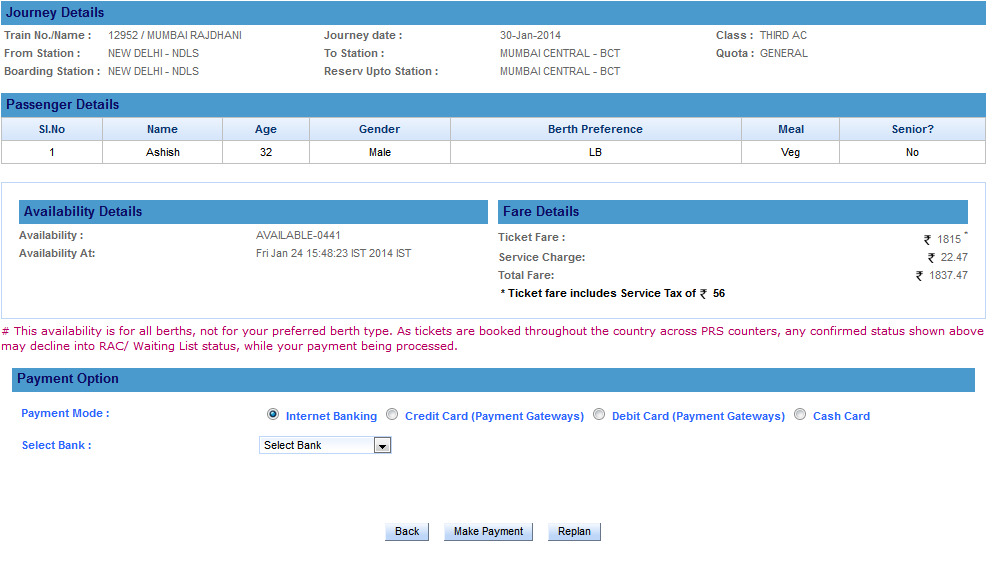 Journey Details
Train No./Name : 12952 / MUMBAI RAJDHANI Journey date : 30-Jan-2014 Class : THIRD AC
From Station : NEW DELHI - NDLS To Station : MUMBAI CENTRAL - BCT Quota : GENERAL
Boarding Station : NEW DELHI - NDLS Reserv Upto Station : MUMBAI CENTRAL - BCT
Passenger Details
Sl.No Name Age Gender Berth Preference Meal Senior?
1 Ashish 32 Male LB Veg No
Availability Details
Availability : AVAILABLE-0441
Availability At: Fri Jan 24 15:48:23 IST 2014 IST
Fare Details
Ticket Fare : ₹ 1815 *
Service Charge: ₹ 22.47
Total Fare: ₹ 1837.47
* Ticket fare includes Service Tax of ₹ 56
# This availability is for all berths, not for your preferred berth type. As tickets are booked throughout the country across PRS counters, any confirmed status shown above
may decline into RAC/ Waiting List status, while your payment being processed.
Payment Option
Payment Mode : Internet Banking Credit Card (Payment Gateways) Debit Card (Payment Gateways) Cash Card
Select Bank : Select Bank
Back Make Payment Replan